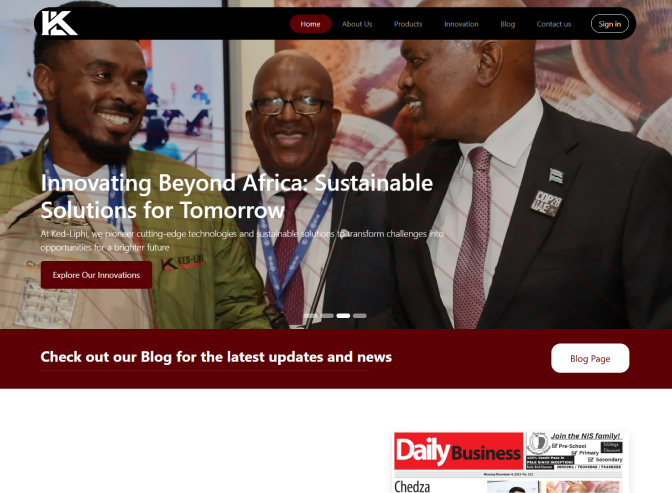 Home About Us Products Innovation Blog Contact us Sign in
COP28
UAE
Innovating Beyond Africa: Sustainable
Solutions for Tomorrow
At Ked-Liphi, we pioneer cutting-edge technologies and sustainable solutions to transform challenges into
opportunities for a brighter future
Explore Our Innovations
Check out our Blog for the latest updates and news
Blog Page
Daily Business
Join the NIS family!
Pre-School
Primary
Secondary
Chedza